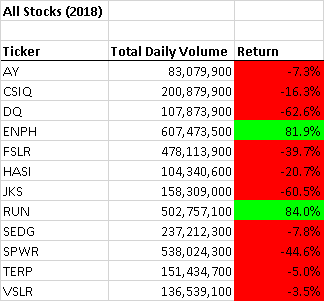 All Stocks (2018)
Ticker Total Daily Volume Return
AY 83,079,900 -7.3%
CSIQ 200,879,900 -16.3%
DQ 107,873,900 -62.6%
ENPH 607,473,500 81.9%
FSLR 478,113,900 -39.7%
HASI 104,340,600 -20.7%
JKS 158,309,000 -60.5%
RUN 502,757,100 84.0%
SEDG 237,212,300 -7.8%
SPWR 538,024,300 -44.6%
TERP 151,434,700 -5.0%
VSLR 136,539,100 -3.5%